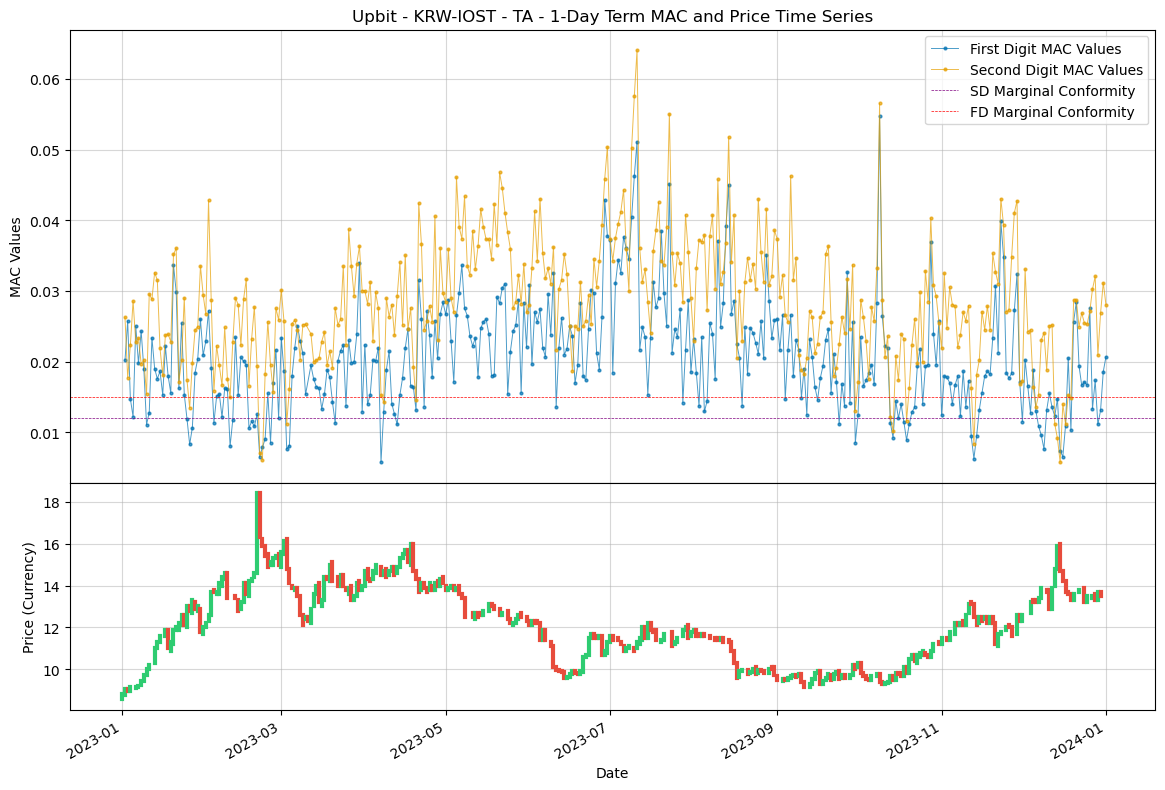 Upbit - KRW-IOST - TA - 1-Day Term MAC and Price Time Series
First Digit MAC Values
Second Digit MAC Values
SD Marginal Conformity
FD Marginal Conformity
MAC Values
0.06
0.05
0.04
0.03
0.02
0.01
Price (Currency)
18
16
14
12
10
2023-01
2023-03
2023-05
2023-07
2023-09
2023-11
2024-01
Date